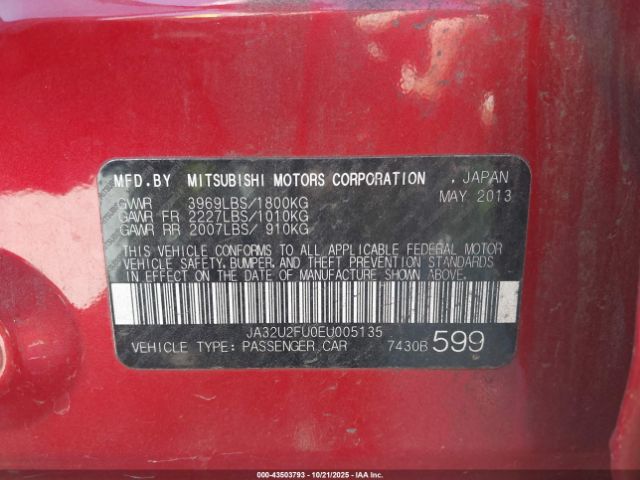 MFD.BY MITSUBISHI MOTORS CORPORATION , JAPAN
MAY 2013
GVWR 3969LBS/1800KG
GAWR FR 2227LBS/1010KG
GAWR RR 2007LBS/ 910KG
THIS VEHICLE CONFORMS TO ALL APPLICABLE FEDERAL MOTOR
VEHICLE SAFETY, BUMPER, AND THEFT PREVENTION STANDARDS
IN EFFECT ON THE DATE OF MANUFACTURE SHOWN ABOVE.
JA32U2FU0EU005135
VEHICLE TYPE: PASSENGER CAR 7430B 599
000-43503793 - 10/21/2025 - IAAI.COM